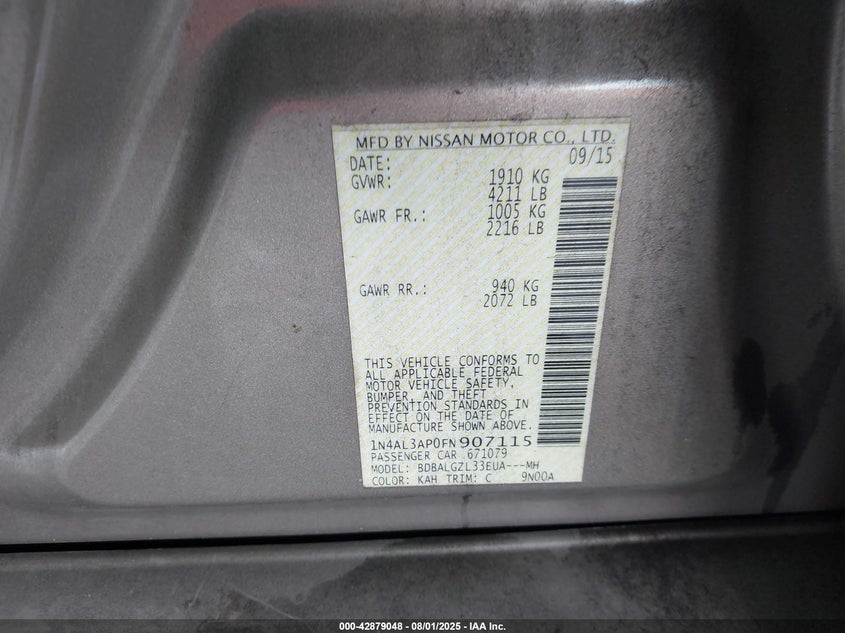 MFD BY NISSAN MOTOR CO., LTD.
DATE: 09/15
GVWR: 1910 KG
4211 LB
GAWR FR.: 1005 KG
2216 LB
GAWR RR.: 940 KG
2072 LB
THIS VEHICLE CONFORMS TO
ALL APPLICABLE FEDERAL
MOTOR VEHICLE SAFETY,
BUMPER, AND THEFT
PREVENTION STANDARDS IN
EFFECT ON THE DATE OF
MANUFACTURE SHOWN ABOVE.
1N4AL3AP0FN907115
PASSENGER CAR 671079
MODEL: BDBALGZL33EUA---MH
COLOR: KAH TRIM: C 9N00A
000-42879048 - 08/01/2025 - IAA Inc.